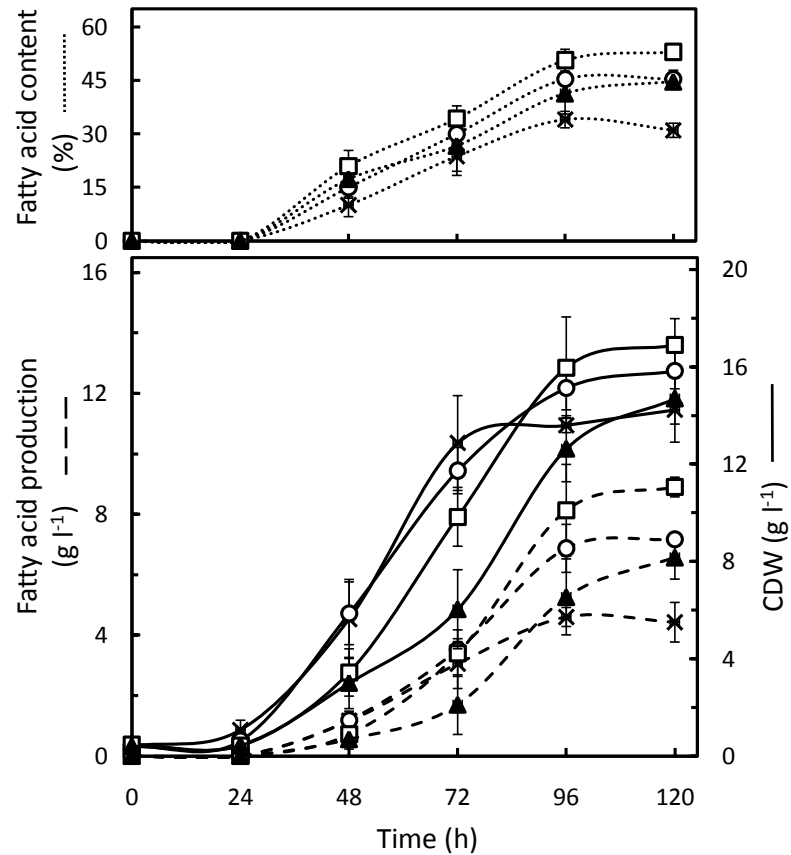 Fatty acid content
(%)
60
45
30
15
0
Fatty acid production
(g l-1)
16
12
8
4
0
20
16
12
8
4
0
CDW (g l-1)
0 24 48 72 96 120
Time (h)